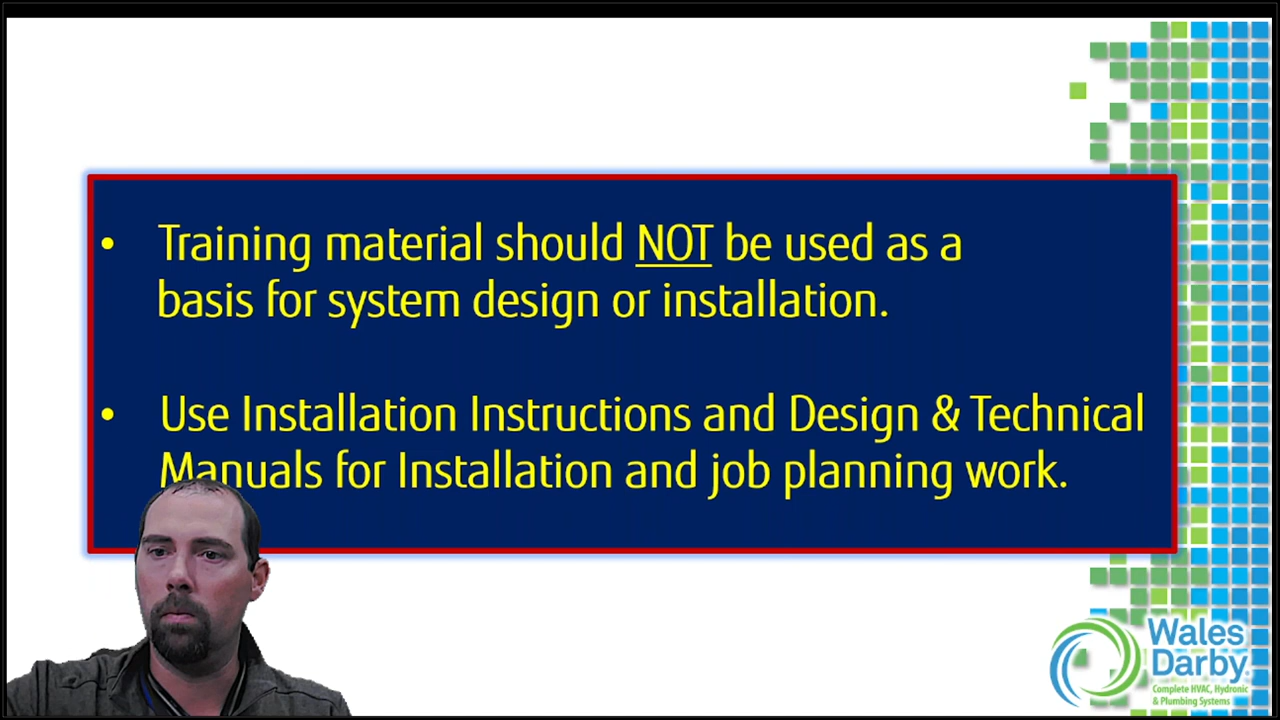 • Training material should NOT be used as a
basis for system design or installation.
• Use Installation Instructions and Design & Technical
Manuals for Installation and job planning work.
Wales
Darby.
Complete HVAC, Hydronic
& Plumbing Systems